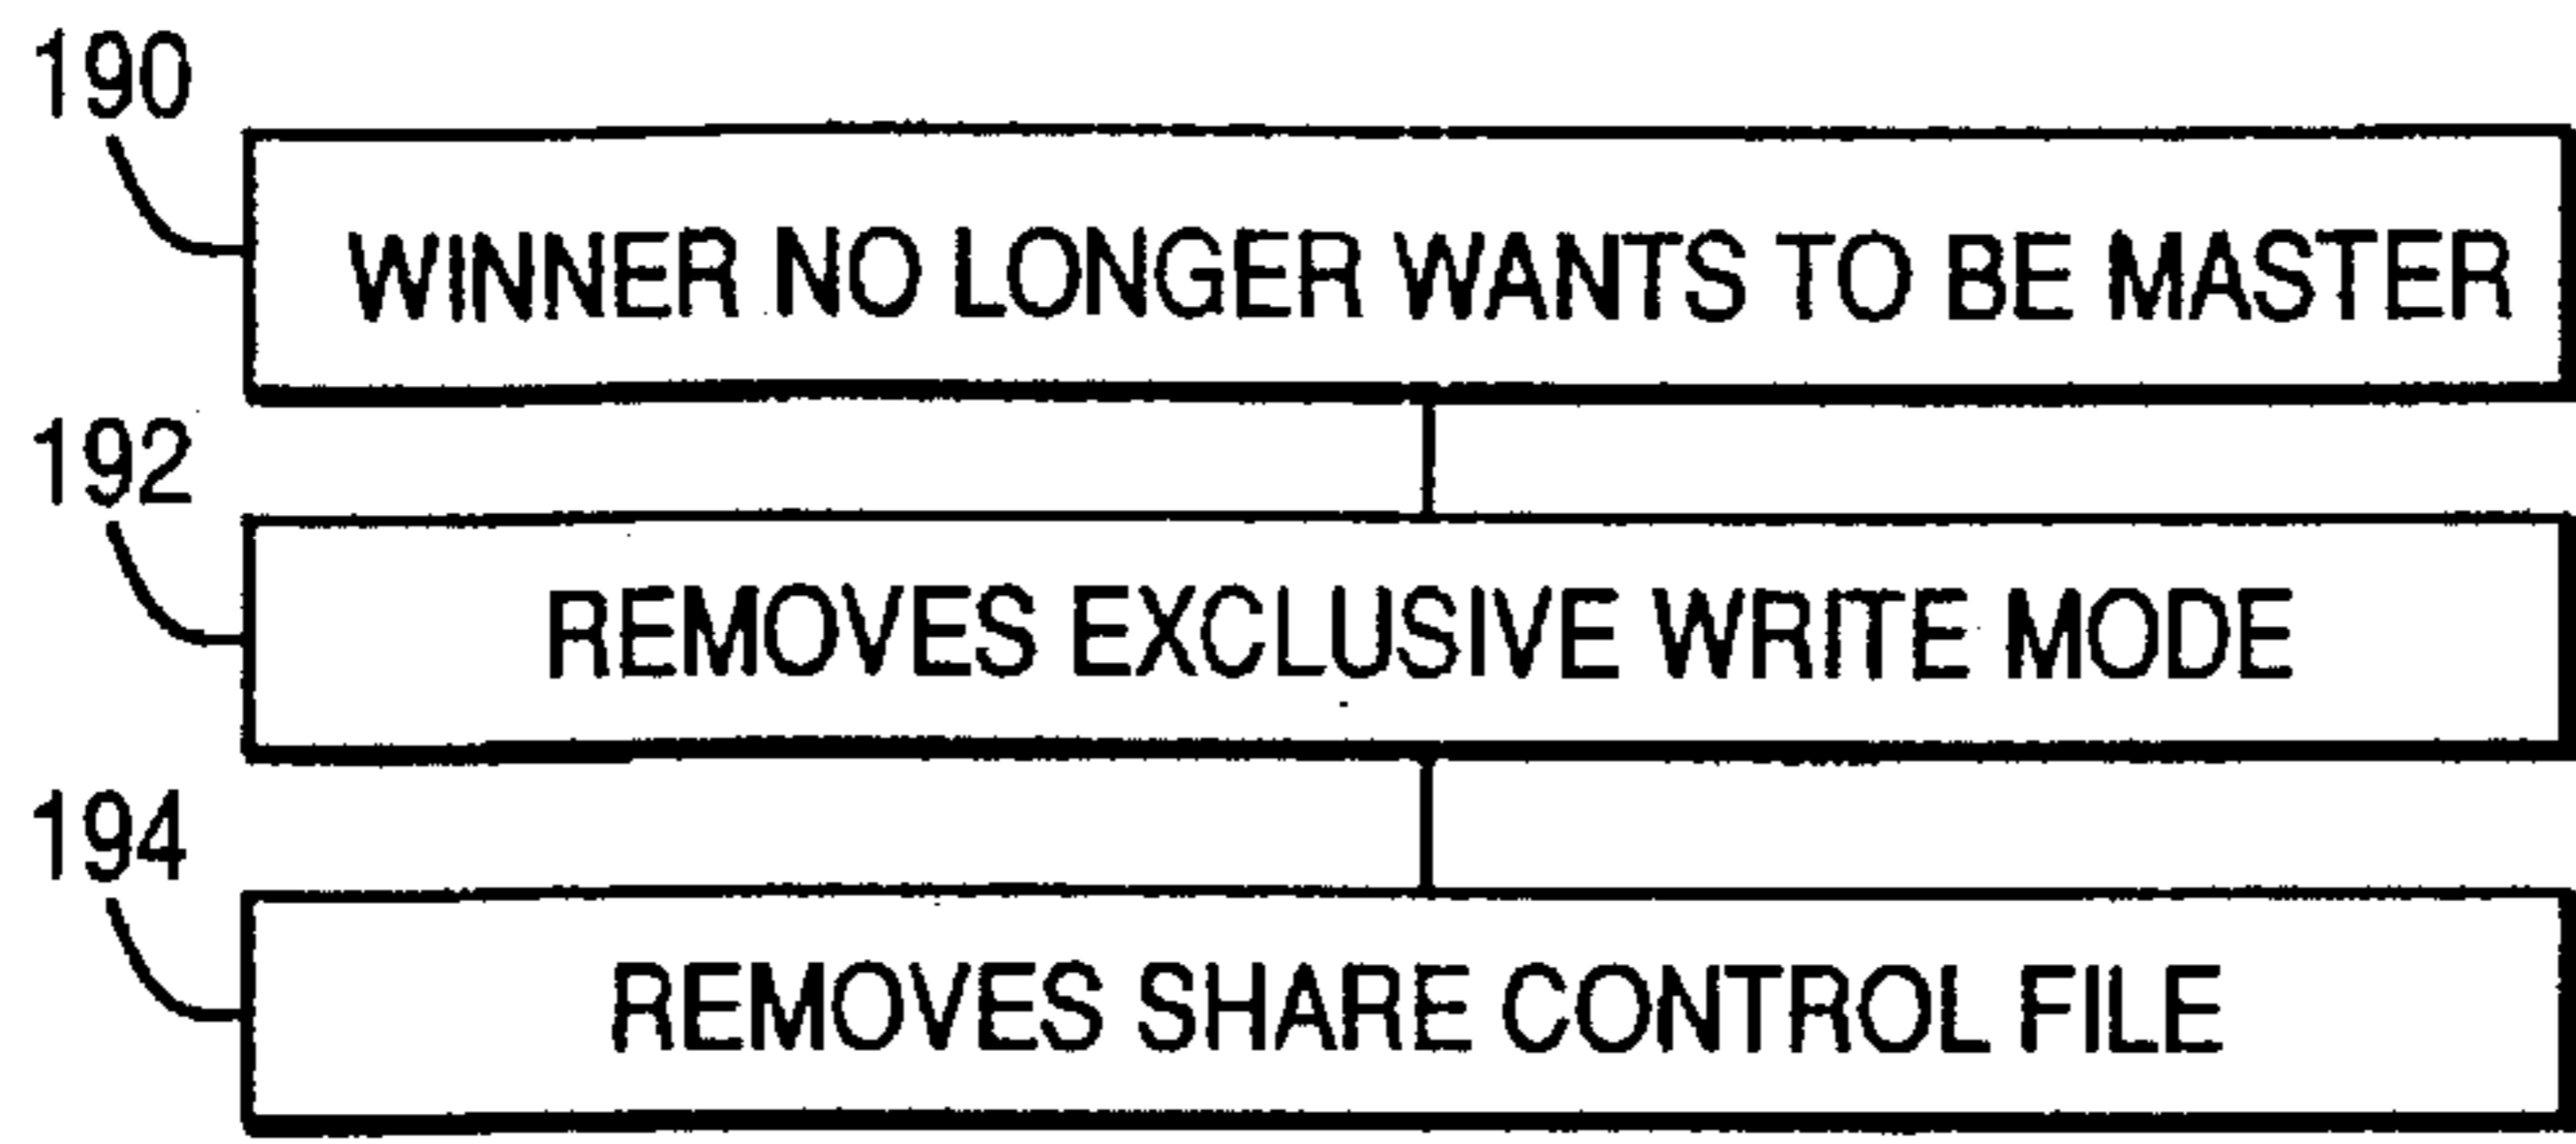 190
WINNER NO LONGER WANTS TO BE MASTER
192
REMOVES EXCLUSIVE WRITE MODE
194
REMOVES SHARE CONTROL FILE